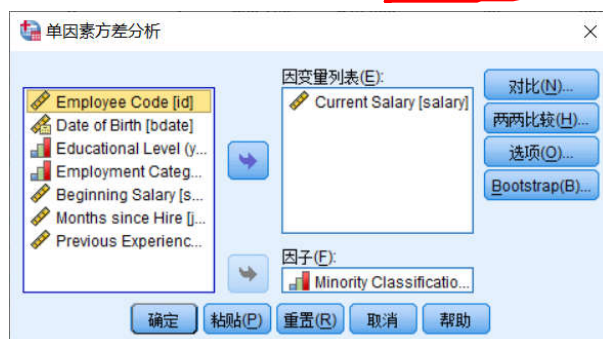 单因素方差分析
Employee Code [id]
Date of Birth [bdate]
Educational Level (y...
Employment Categ...
Beginning Salary [s...
Months since Hire [j...
Previous Experienc...
因变量列表(E):
Current Salary [salary]
因子(F):
Minority Classificatio...
对比(N)...
两两比较(H)...
选项(O)...
Bootstrap(B)...
确定
粘贴(P)
重置(R)
取消
帮助